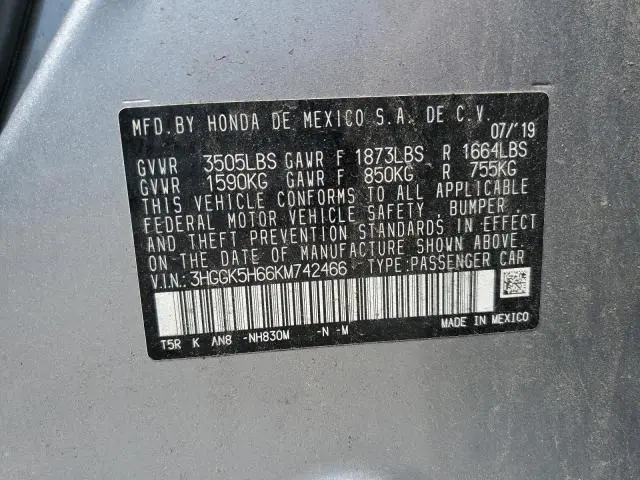 MFD. BY HONDA DE MEXICO S.A. DE C.V.
07/'19
GVWR 3505LBS GAWR F 1873LBS R 1664LBS
GVWR 1590KG GAWR F 850KG R 755KG
THIS VEHICLE CONFORMS TO ALL APPLICABLE
FEDERAL MOTOR VEHICLE SAFETY, BUMPER
AND THEFT PREVENTION STANDARDS IN EFFECT
ON THE DATE OF MANUFACTURE SHOWN ABOVE.
V.I.N.: 3HGGK5H66KM742466 TYPE:PASSENGER CAR
T5R K AN8 -NH830M -N -M MADE IN MEXICO